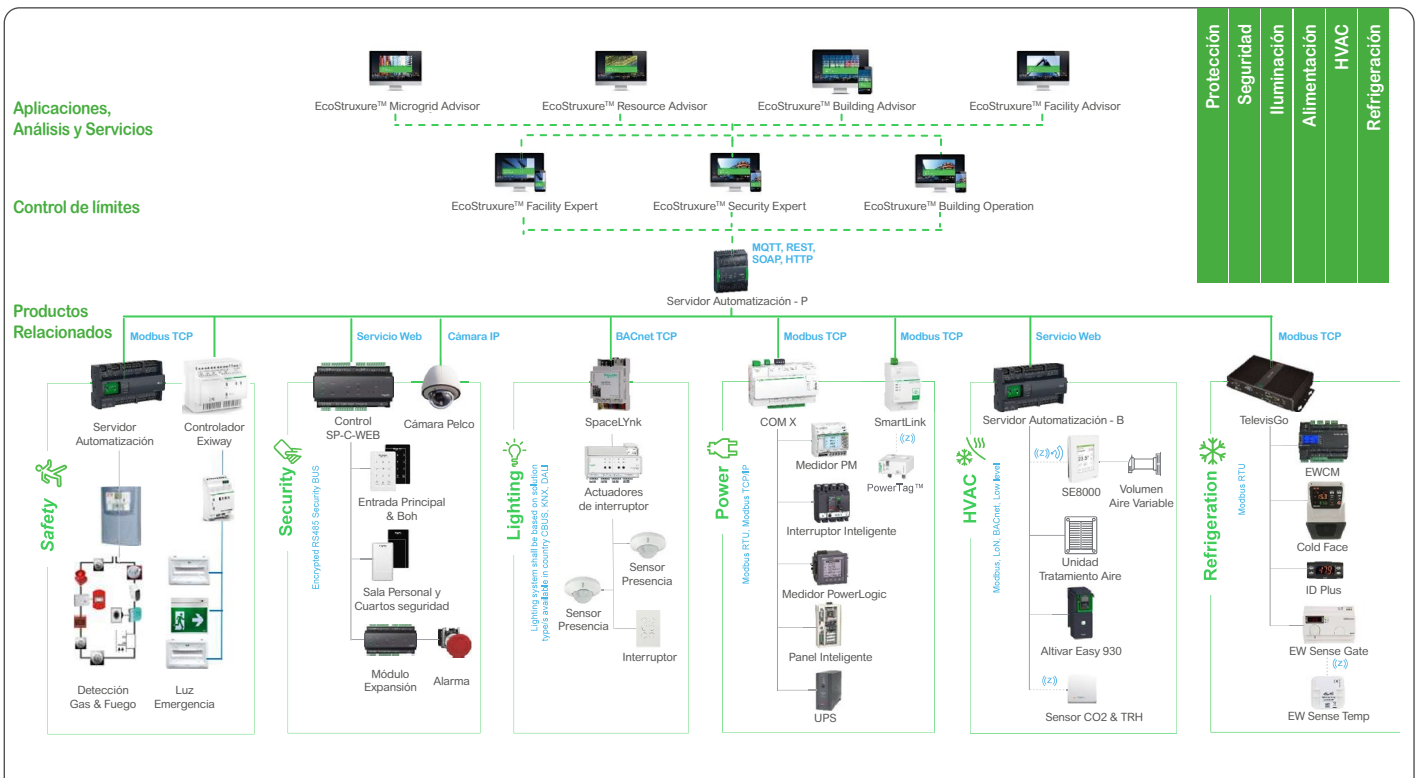 Protección
Seguridad
Iluminación
Alimentación
HVAC
Refrigeración
Aplicaciones,
Análisis y Servicios
EcoStruxure™ Microgrid Advisor
EcoStruxure™ Resource Advisor
EcoStruxure™ Building Advisor
EcoStruxure™ Facility Advisor
Control de límites
EcoStruxure™ Facility Expert
EcoStruxure™ Security Expert
EcoStruxure™ Building Operation
MQTT, REST,
SOAP, HTTP
Servidor Automatización - P
Productos
Relacionados
Modbus TCP
Servicio Web
Cámara IP
BACnet TCP
Modbus TCP
Modbus TCP
Servicio Web
Modbus TCP
Safety
Servidor
Automatización
Controlador
Exiway
Detección
Gas & Fuego
Luz
Emergencia
Security
Encrypted RS485 Security BUS
Control
SP-C-WEB
Cámara Pelco
Entrada Principal
& Boh
Sala Personal y
Cuartos seguridad
Módulo
Expansión
Alarma
Lighting
Lighting system shall be based on solution
type/s available in country CBUS, KNX, DALI
SpaceLYnk
Actuadores
de interruptor
Sensor
Presencia
Sensor
Presencia
Interruptor
Power
Modbus RTU, Modbus TCP/IP
COM X
SmartLink
((z))
Medidor PM
PowerTag™
Interruptor Inteligente
Medidor PowerLogic
Panel Inteligente
UPS
HVAC
Modbus, LoN, BACnet. Low level
Servidor Automatización - B
((z))
SE8000
Volumen
Aire Variable
Unidad
Tratamiento Aire
Altivar Easy 930
((z))
Sensor CO2 & TRH
Refrigeration
Modbus RTU
TelevisGo
EWCM
Cold Face
ID Plus
EW Sense Gate
((z))
EW Sense Temp